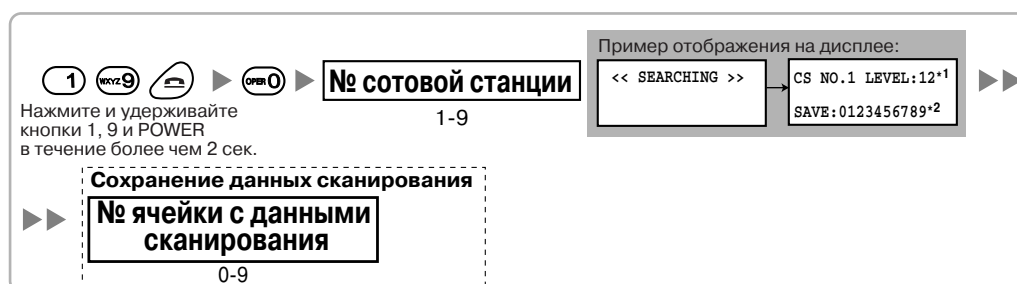 Пример отображения на дисплее:
1 WXYZ9 OPER0 № сотовой станции
1-9
<< SEARCHING >>
CS NO.1 LEVEL:12*1
SAVE:0123456789*2
Нажмите и удерживайте
кнопки 1, 9 и POWER
в течение более чем 2 сек.
Сохранение данных сканирования
№ ячейки с данными
сканирования
0-9